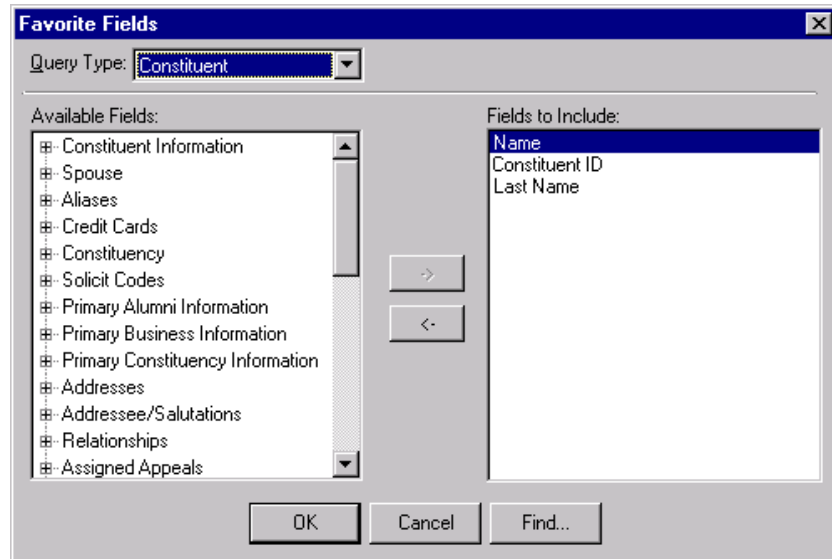 Favorite Fields
Query Type: Constituent
Available Fields:
Constituent Information
Spouse
Aliases
Credit Cards
Constituency
Solicit Codes
Primary Alumni Information
Primary Business Information
Primary Constituency Information
Addresses
Addressee/Salutations
Relationships
Assigned Appeals
->
<-
Fields to Include:
Name
Constituent ID
Last Name
OK Cancel Find...